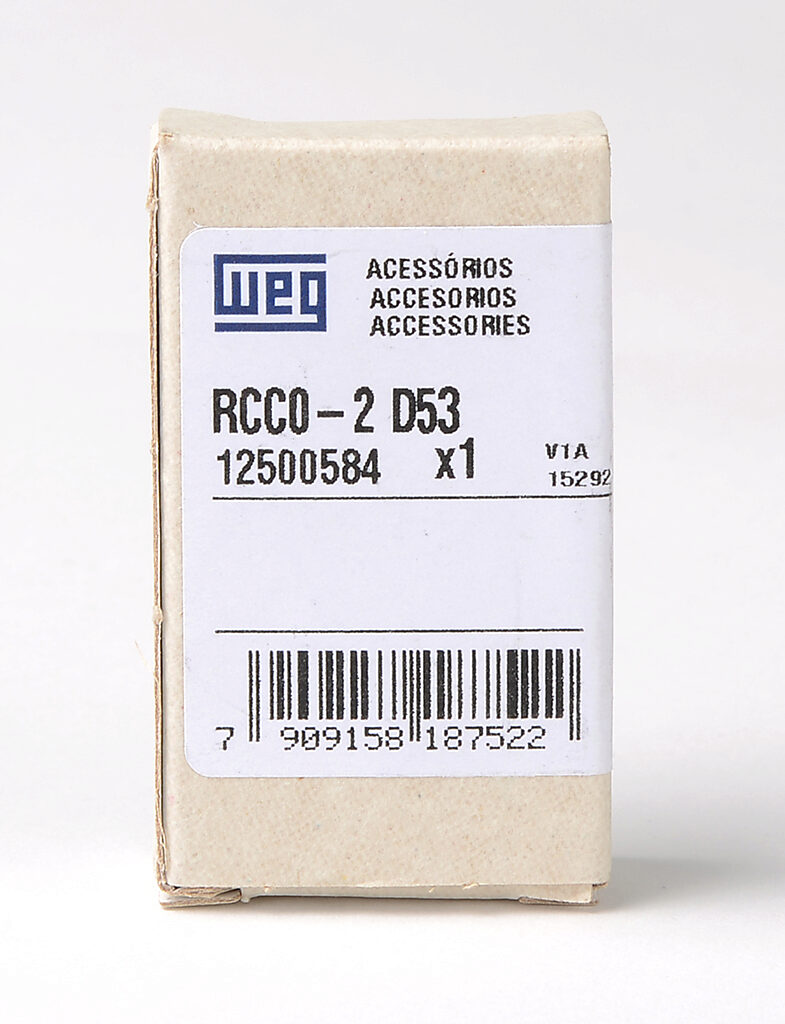 weg
ACESSÓRIOS
ACCESORIOS
ACCESSORIES
RCC0-2 D53
12500584 x1
V1A
15292
7 909158 187522